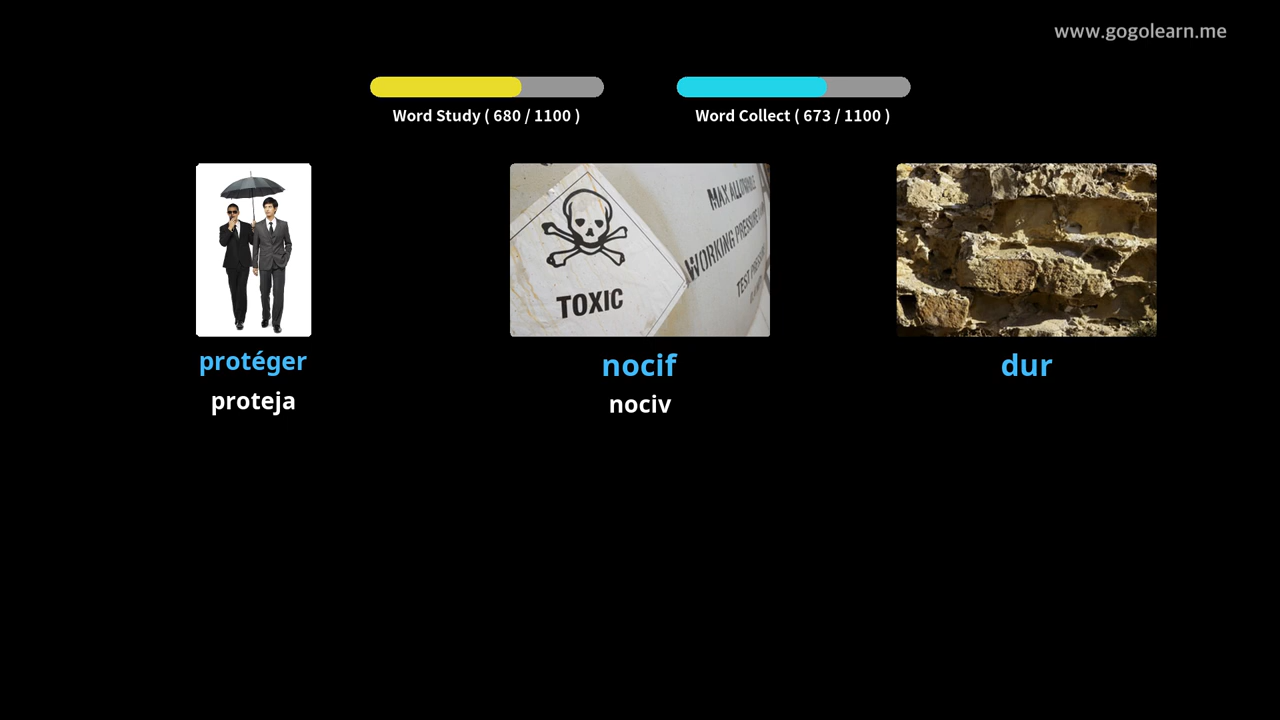 www.gogolearn.me
Word Study ( 680 / 1100 )
Word Collect ( 673 / 1100 )
TOXIC
MAX ALLOWABLE
WORKING PRESSURE
protéger
nocif
dur
proteja
nociv